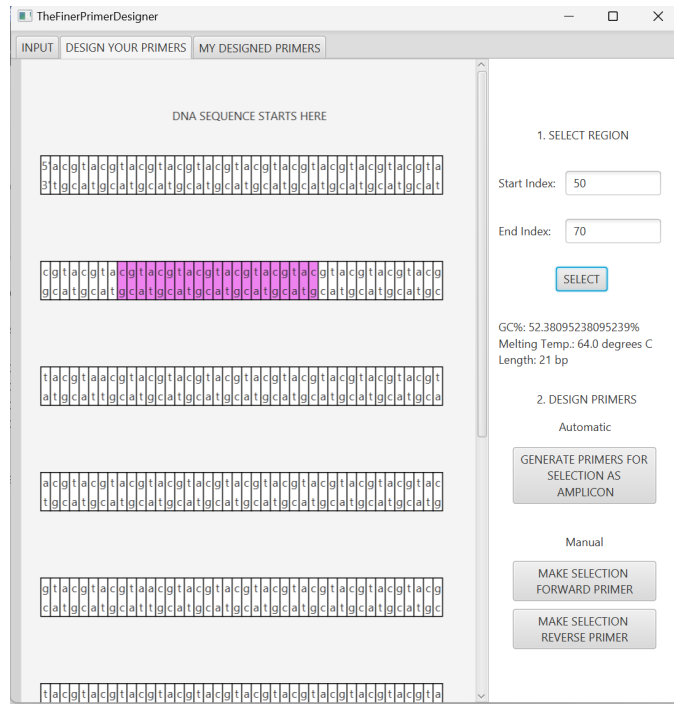 TheFinerPrimerDesigner
INPUT DESIGN YOUR PRIMERS MY DESIGNED PRIMERS
DNA SEQUENCE STARTS HERE
5'acgtacgtacgtacgtacgtacgtacgtacgtacgtacgta
3'tgcatgcatgcatgcatgcatgcatgcatgcatgcatgcat
cgtacgtacgtacgtacgtacgtacgtacgtacgtacgtacg
gcatgcatgcatgcatgcatgcatgcatgcatgcatgcatgc
tacgtaacgtacgtacgtacgtacgtacgtacgtacgtacgt
atgcattgcatgcatgcatgcatgcatgcatgcatgcatgca
acgtacgtacgtacgtacgtacgtacgtacgtacgtacgtac
tgcatgcatgcatgcatgcatgcatgcatgcatgcatgcatg
gtacgtaacgtacgtacgtacgtacgtacgtacgtacgtacg
catgcattgcatgcatgcatgcatgcatgcatgcatgcatgc
tacgtacgtacgtacgtacgtacgtacgtacgtacgtacgta
1. SELECT REGION
Start Index: 50
End Index: 70
SELECT
GC%: 52.38095238095239%
Melting Temp.: 64.0 degrees C
Length: 21 bp
2. DESIGN PRIMERS
Automatic
GENERATE PRIMERS FOR
SELECTION AS
AMPLICON
Manual
MAKE SELECTION
FORWARD PRIMER
MAKE SELECTION
REVERSE PRIMER